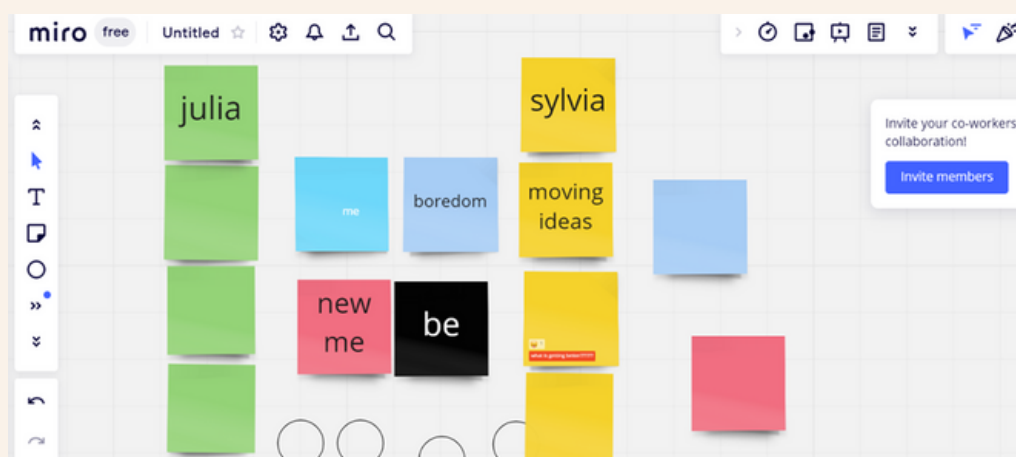 miro free Untitled
julia
sylvia
Invite your co-workers
collaboration!
Invite members
me
boredom
moving
ideas
new
me
be